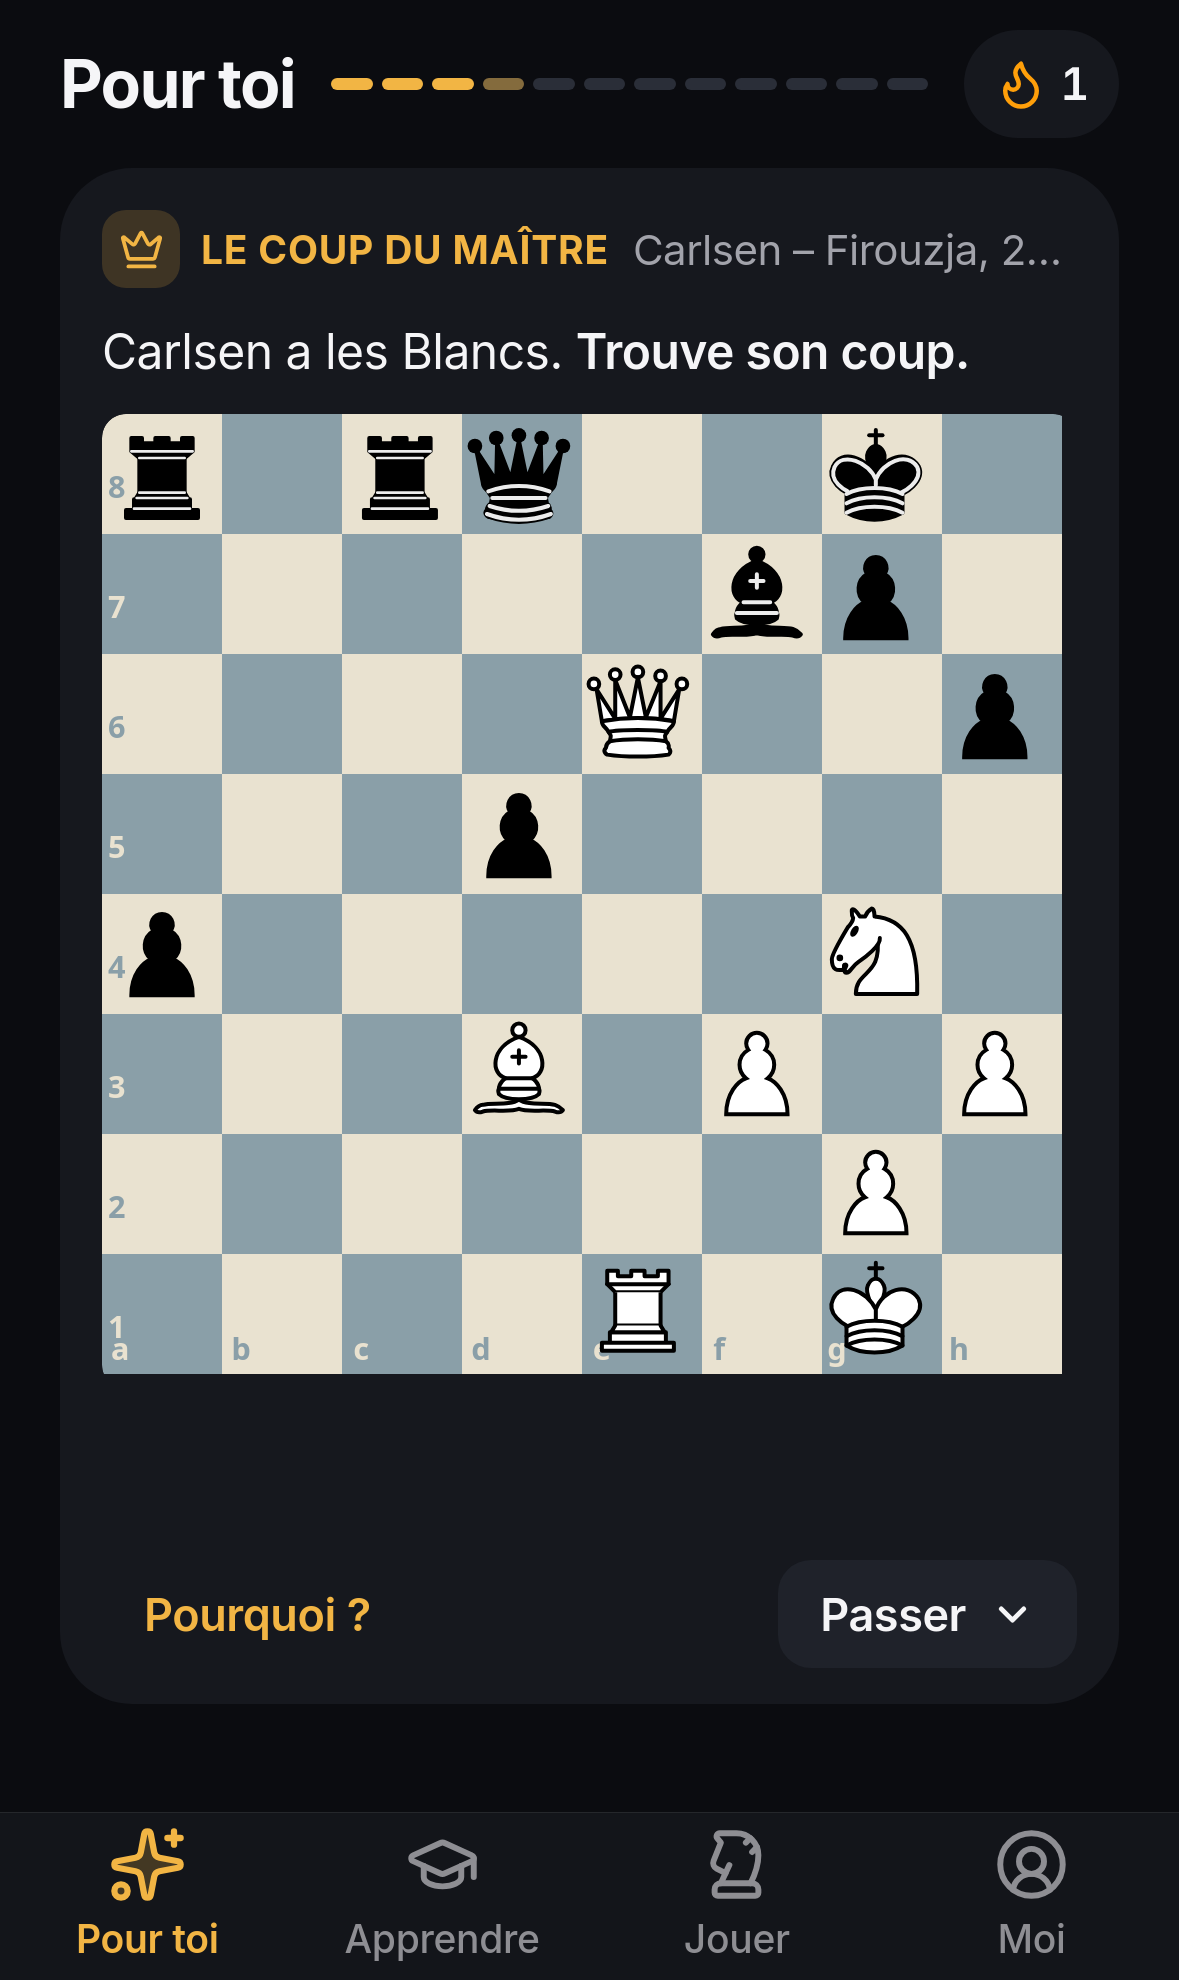 Pour toi
1
LE COUP DU MAÎTRE Carlsen – Firouzja, 2...
Carlsen a les Blancs. Trouve son coup.
8
7
6
5
4
3
2
1
a b c d e f g h
Pourquoi ?
Passer
Pour toi Apprendre Jouer Moi